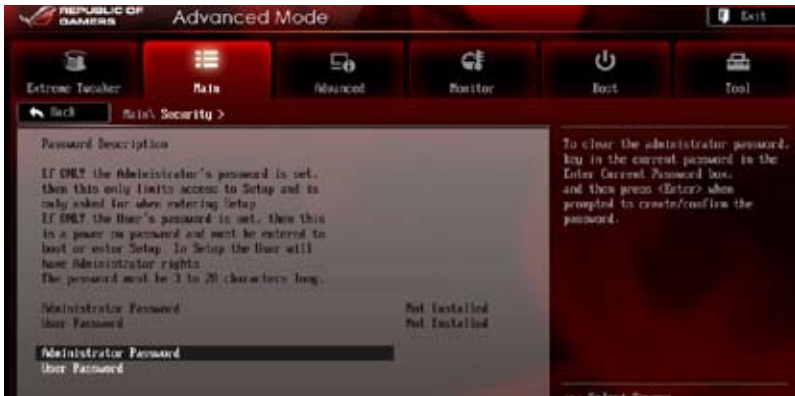 REPUBLIC OF
GAMERS
Advanced Mode
Exit
Extreme Tweaker
Main
Advanced
Monitor
Boot
Tool
Back
Main\ Security >
Password Description
If ONLY the Administrator's password is set,
then this only limits access to Setup and is
only asked for when entering Setup
If ONLY the User's password is set, then this
is a power on password and must be entered to
boot or enter Setup. In Setup the User will
have Administrator rights
The password must be 3 to 20 characters long.
Administrator Password
Not Installed
User Password
Not Installed
Administrator Password
User Password
To clear the administrator password,
key in the current password in the
Enter Current Password box,
and then press <Enter> when
prompted to create/confirm the
password.